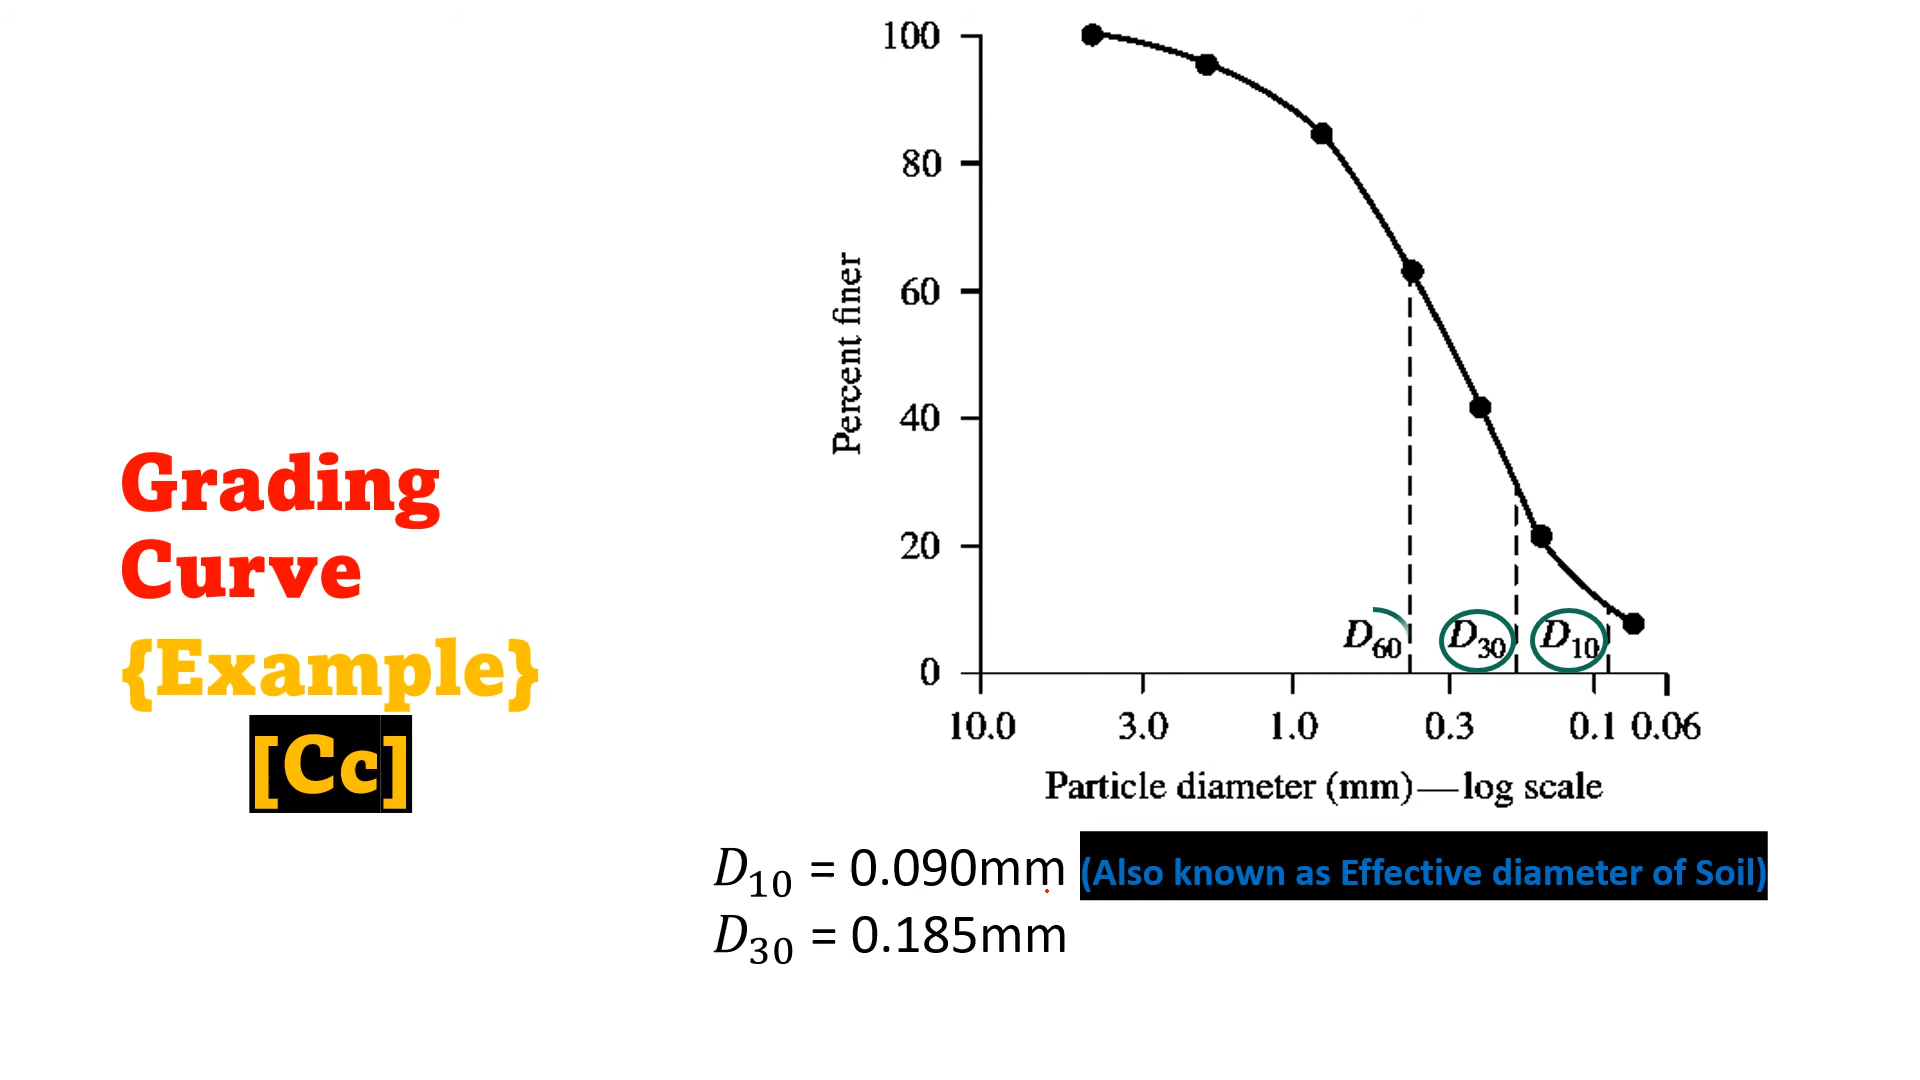 Grading
Curve
{Example}
[Cc]
Percent finer
100
80
60
40
20
0
D60
D30
D10
10.0 3.0 1.0 0.3 0.1 0.06
Particle diameter (mm)—log scale
D10 = 0.090mm (Also known as Effective diameter of Soil)
D30 = 0.185mm